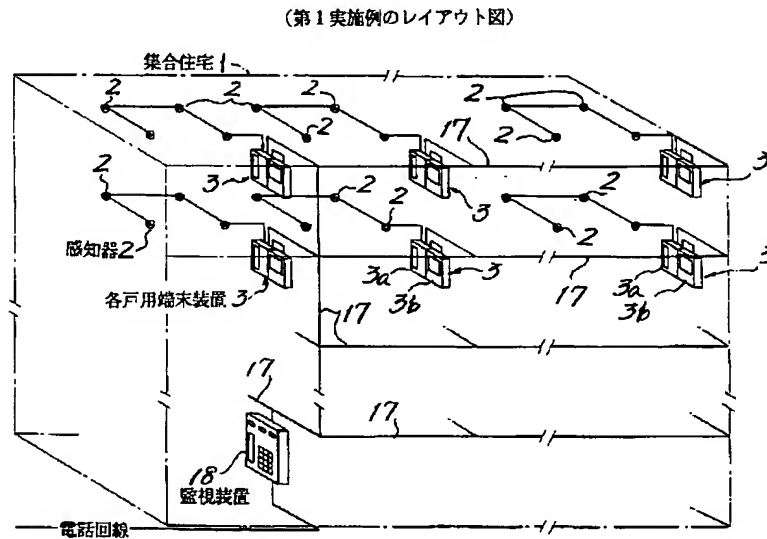 （第1実施例のレイアウト図）
集合住宅1
2 2 2 2
2 2
17
3 3 3
2 2 2
2 2
感知器2
3a 3 3a 3
各戸用端末装置 3
3b 17 3b
17
17
17
18
監視装置
電話回線